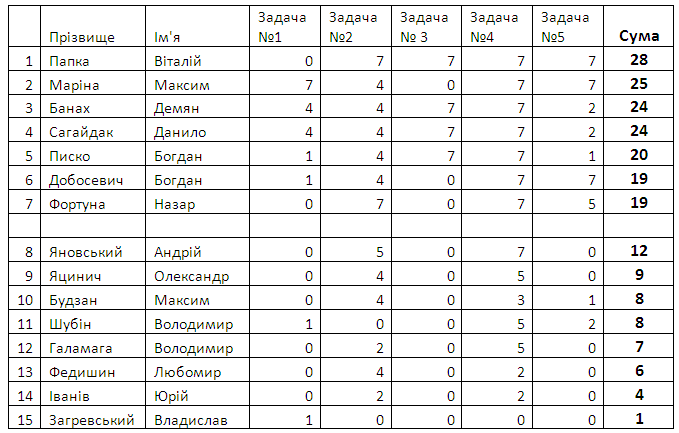 Прізвище Ім'я Задача №1 Задача №2 Задача № 3 Задача №4 Задача №5 Сума
1 Папка Віталій 0 7 7 7 7 28
2 Маріна Максим 7 4 0 7 7 25
3 Банах Демян 4 4 7 7 2 24
4 Сагайдак Данило 4 4 7 7 2 24
5 Писко Богдан 1 4 7 7 1 20
6 Добосевич Богдан 1 4 0 7 7 19
7 Фортуна Назар 0 7 0 7 5 19
8 Яновський Андрій 0 5 0 7 0 12
9 Яцинич Олександр 0 4 0 5 0 9
10 Будзан Максим 0 4 0 3 1 8
11 Шубін Володимир 1 0 0 5 2 8
12 Галамага Володимир 0 2 0 5 0 7
13 Федишин Любомир 0 4 0 2 0 6
14 Іванів Юрій 0 2 0 2 0 4
15 Загревський Владислав 1 0 0 0 0 1